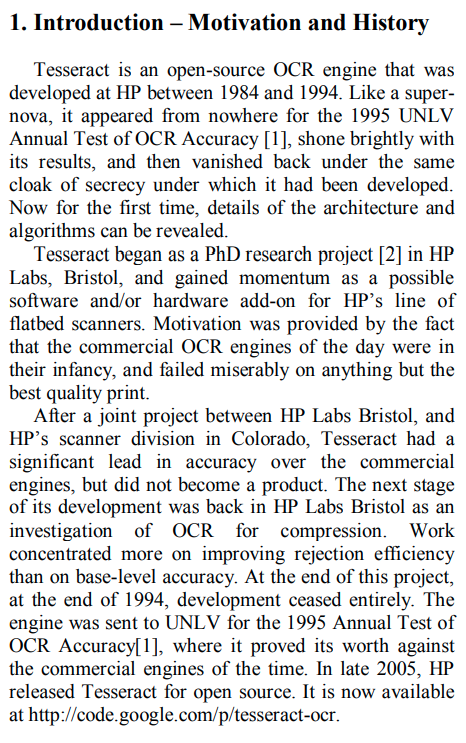 1. Introduction – Motivation and History
Tesseract is an open-source OCR engine that was
developed at HP between 1984 and 1994. Like a super-
nova, it appeared from nowhere for the 1995 UNLV
Annual Test of OCR Accuracy [1], shone brightly with
its results, and then vanished back under the same
cloak of secrecy under which it had been developed.
Now for the first time, details of the architecture and
algorithms can be revealed.
Tesseract began as a PhD research project [2] in HP
Labs, Bristol, and gained momentum as a possible
software and/or hardware add-on for HP’s line of
flatbed scanners. Motivation was provided by the fact
that the commercial OCR engines of the day were in
their infancy, and failed miserably on anything but the
best quality print.
After a joint project between HP Labs Bristol, and
HP’s scanner division in Colorado, Tesseract had a
significant lead in accuracy over the commercial
engines, but did not become a product. The next stage
of its development was back in HP Labs Bristol as an
investigation of OCR for compression. Work
concentrated more on improving rejection efficiency
than on base-level accuracy. At the end of this project,
at the end of 1994, development ceased entirely. The
engine was sent to UNLV for the 1995 Annual Test of
OCR Accuracy[1], where it proved its worth against
the commercial engines of the time. In late 2005, HP
released Tesseract for open source. It is now available
at http://code.google.com/p/tesseract-ocr.